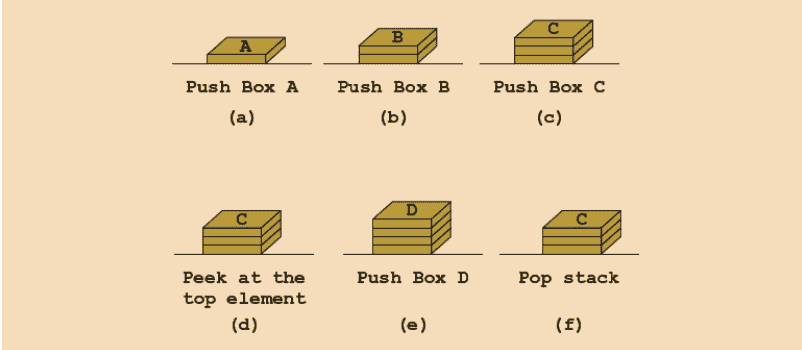 A
B
C
Push Box A
Push Box B
Push Box C
(a)
(b)
(c)
C
D
C
Peek at the
top element
Push Box D
Pop stack
(d)
(e)
(f)